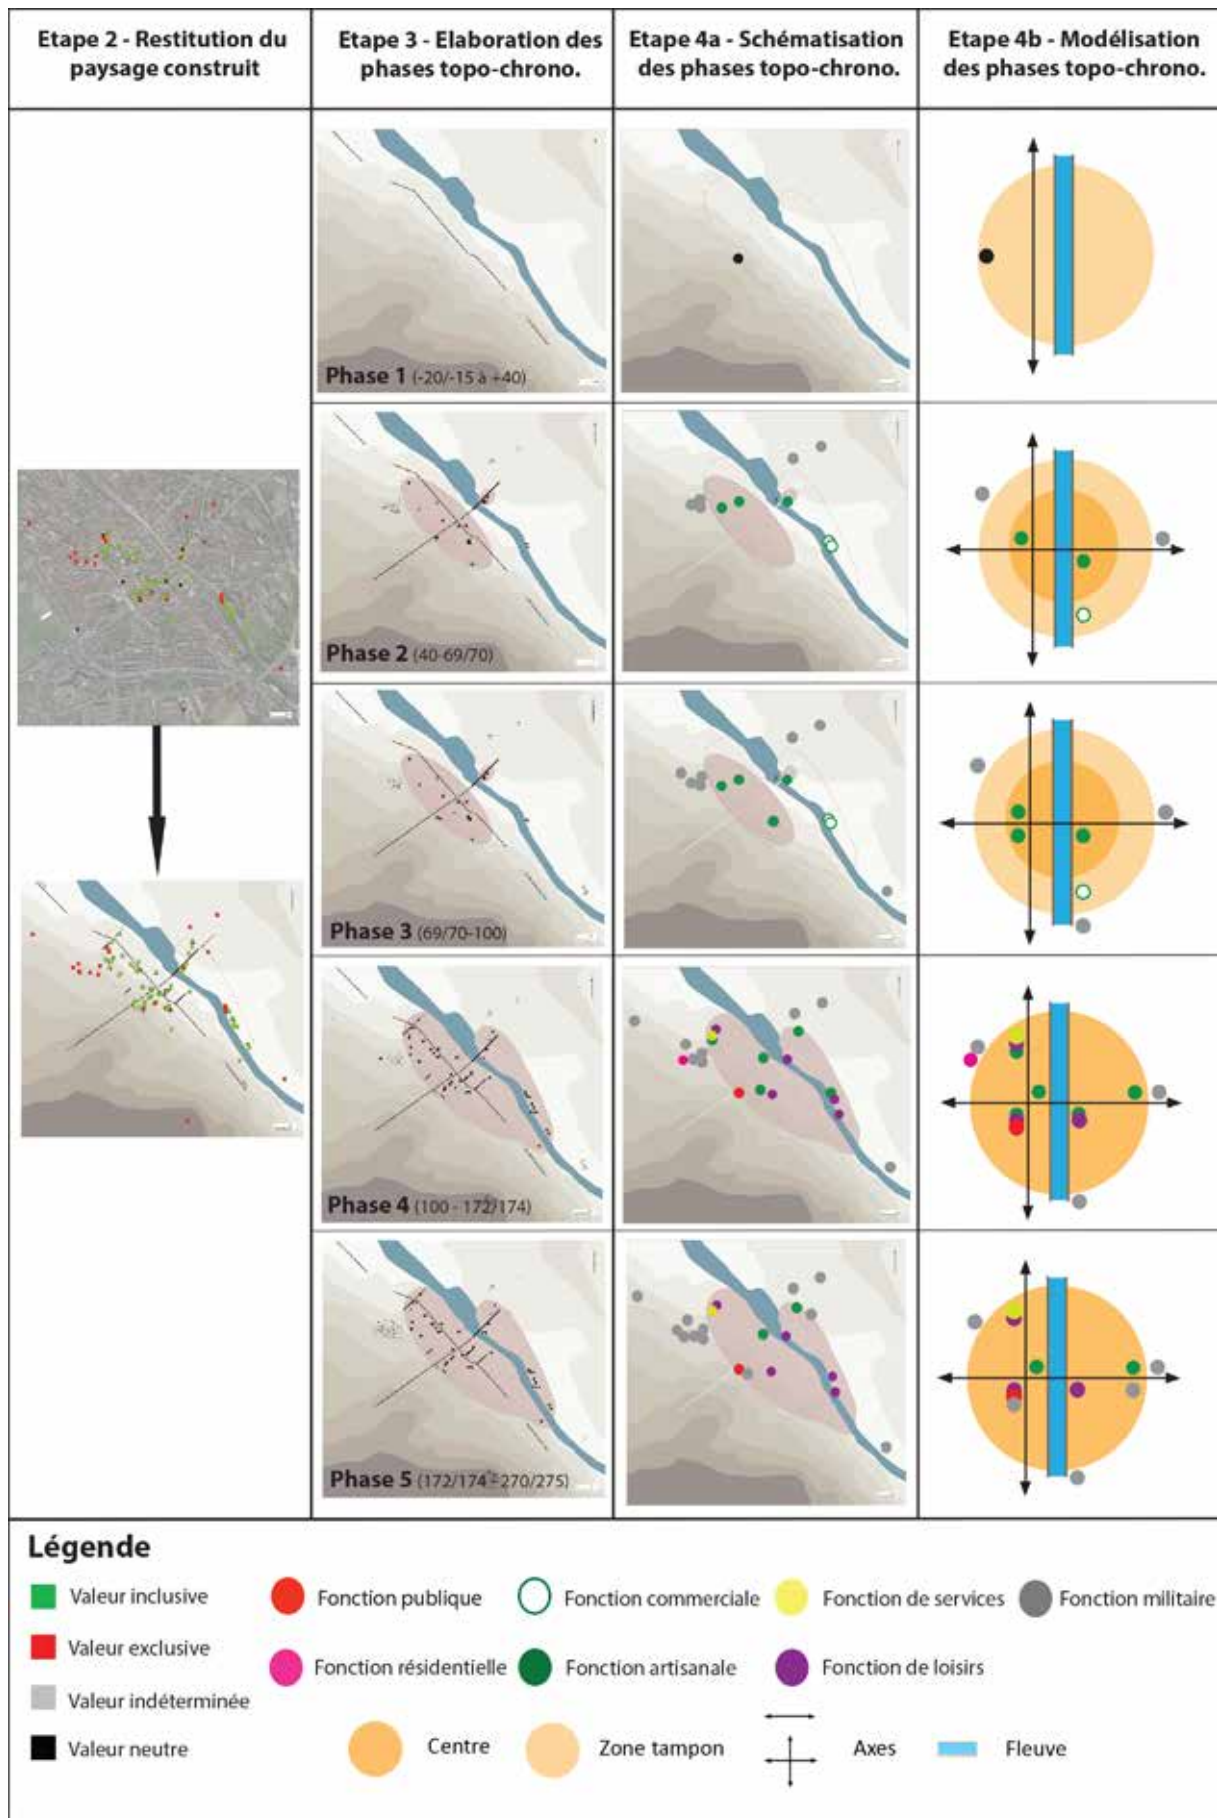 Etape 2 - Restitution du
paysage construit
Etape 3 - Elaboration des
phases topo-chrono.
Etape 4a - Schématisation
des phases topo-chrono.
Etape 4b - Modélisation
des phases topo-chrono.
Phase 1 (-20/-15 à +40)
Phase 2 (40-69/70)
Phase 3 (69/70-100)
Phase 4 (100 - 172/174)
Phase 5 (172/174 - 270/275)
Légende
Valeur inclusive
Fonction publique
Fonction commerciale
Fonction de services
Fonction militaire
Valeur exclusive
Fonction résidentielle
Fonction artisanale
Fonction de loisirs
Valeur indéterminée
Valeur neutre
Centre
Zone tampon
Axes
Fleuve